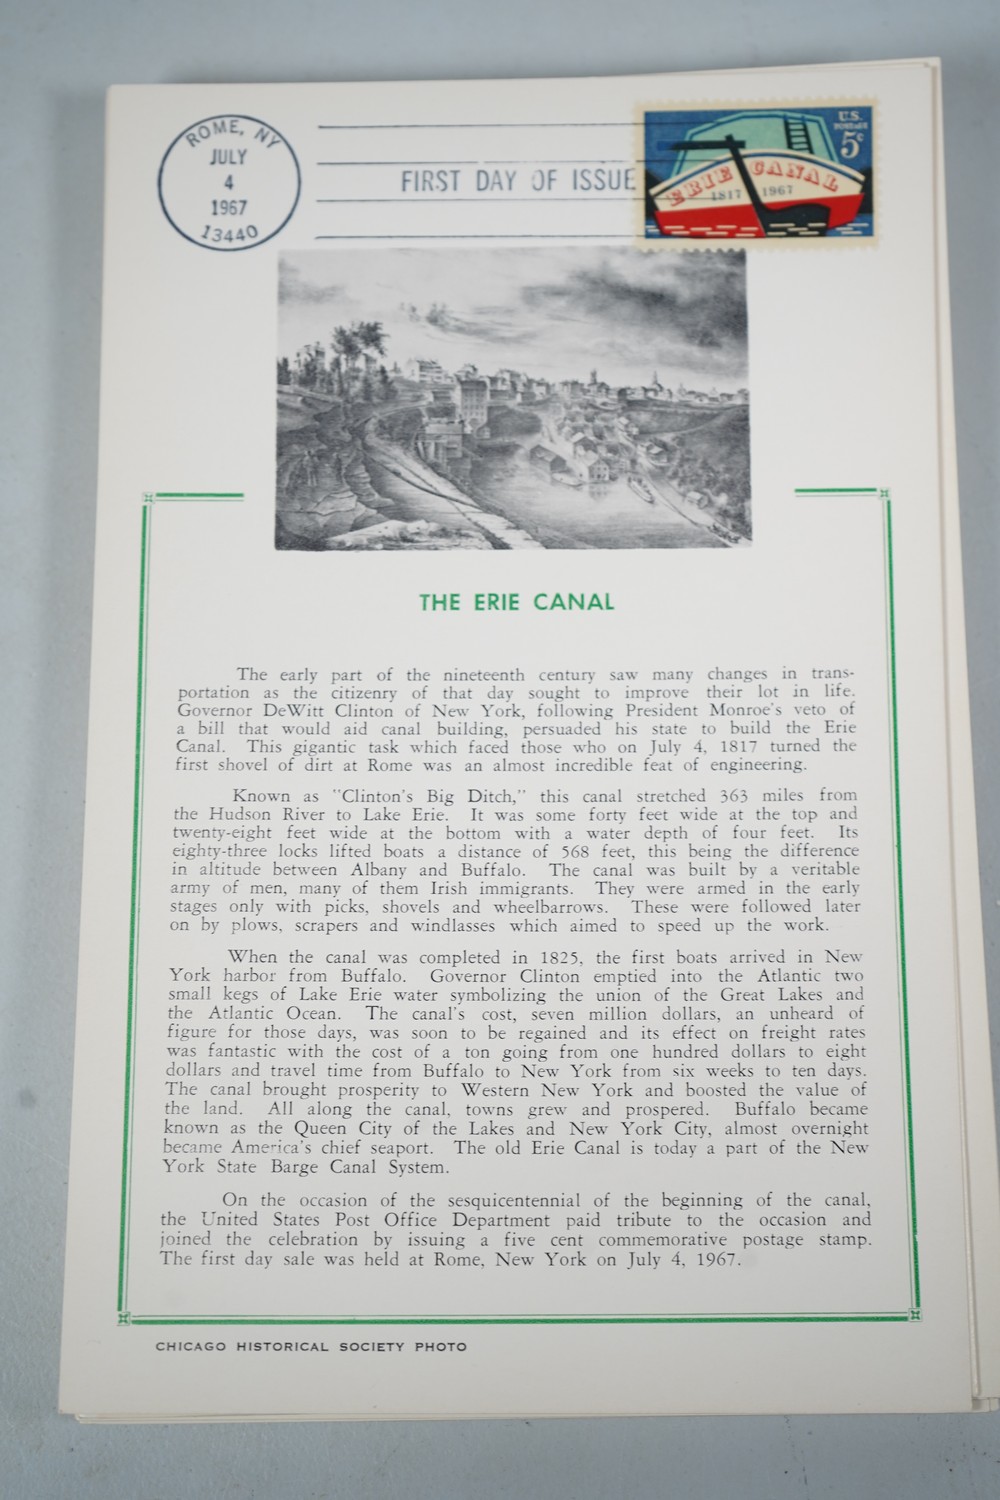 ROME, NY
JULY
4
1967
13440
FIRST DAY OF ISSUE
U.S.
POSTAGE
5¢
ERIE CANAL
1817 1967
THE ERIE CANAL
The early part of the nineteenth century saw many changes in trans-
portation as the citizenry of that day sought to improve their lot in life.
Governor DeWitt Clinton of New York, following President Monroe's veto of
a bill that would aid canal building, persuaded his state to build the Erie
Canal. This gigantic task which faced those who on July 4, 1817 turned the
first shovel of dirt at Rome was an almost incredible feat of engineering.
Known as "Clinton's Big Ditch," this canal stretched 363 miles from
the Hudson River to Lake Erie. It was some forty feet wide at the top and
twenty-eight feet wide at the bottom with a water depth of four feet. Its
eighty-three locks lifted boats a distance of 568 feet, this being the difference
in altitude between Albany and Buffalo. The canal was built by a veritable
army of men, many of them Irish immigrants. They were armed in the early
stages only with picks, shovels and wheelbarrows. These were followed later
on by plows, scrapers and windlasses which aimed to speed up the work.
When the canal was completed in 1825, the first boats arrived in New
York harbor from Buffalo. Governor Clinton emptied into the Atlantic two
small kegs of Lake Erie water symbolizing the union of the Great Lakes and
the Atlantic Ocean. The canal's cost, seven million dollars, an unheard of
figure for those days, was soon to be regained and its effect on freight rates
was fantastic with the cost of a ton going from one hundred dollars to eight
dollars and travel time from Buffalo to New York from six weeks to ten days.
The canal brought prosperity to Western New York and boosted the value of
the land. All along the canal, towns grew and prospered. Buffalo became
known as the Queen City of the Lakes and New York City, almost overnight
became America's chief seaport. The old Erie Canal is today a part of the New
York State Barge Canal System.
On the occasion of the sesquicentennial of the beginning of the canal,
the United States Post Office Department paid tribute to the occasion and
joined the celebration by issuing a five cent commemorative postage stamp.
The first day sale was held at Rome, New York on July 4, 1967.
CHICAGO HISTORICAL SOCIETY PHOTO